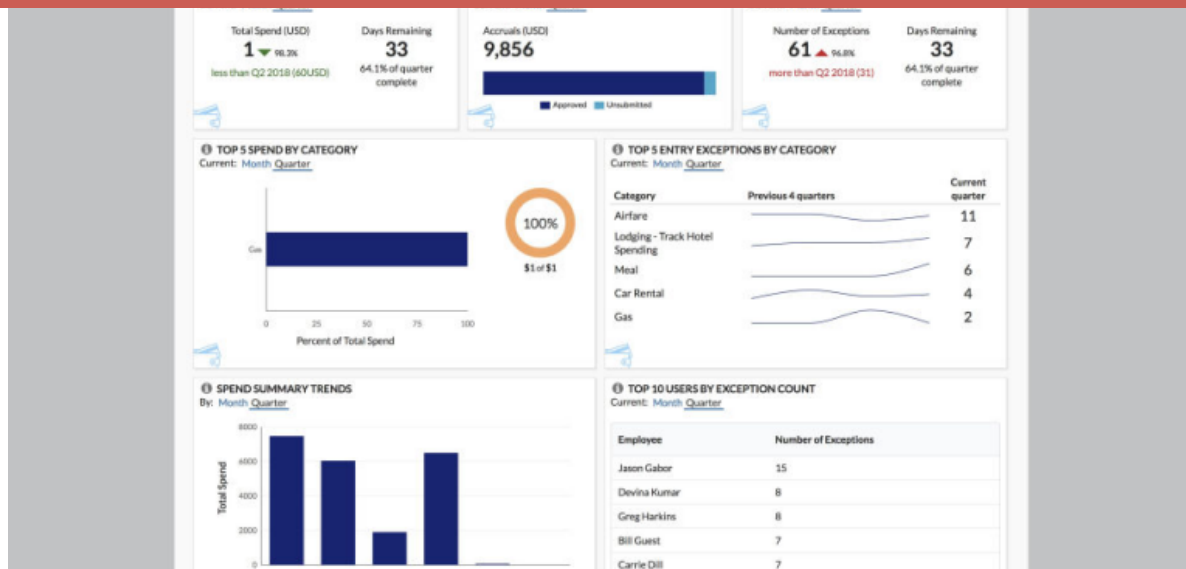 Total Spend (USD)
1 98.3%
less than Q2 2018 (60USD)
Days Remaining
33
64.1% of quarter
complete
Accruals (USD)
9,856
Approved Unsubmitted
Number of Exceptions
61 96.8%
more than Q2 2018 (31)
Days Remaining
33
64.1% of quarter
complete
TOP 5 SPEND BY CATEGORY
Current: Month Quarter
Gas
100%
$1 of $1
0 25 50 75 100
Percent of Total Spend
TOP 5 ENTRY EXCEPTIONS BY CATEGORY
Current: Month Quarter
Category Previous 4 quarters Current
quarter
Airfare 11
Lodging - Track Hotel
Spending 7
Meal 6
Car Rental 4
Gas 2
SPEND SUMMARY TRENDS
By: Month Quarter
Total Spend
8000
6000
4000
2000
0
TOP 10 USERS BY EXCEPTION COUNT
Current: Month Quarter
Employee Number of Exceptions
Jason Gabor 15
Devina Kumar 8
Greg Harkins 8
Bill Guest 7
Carrie Dill 7